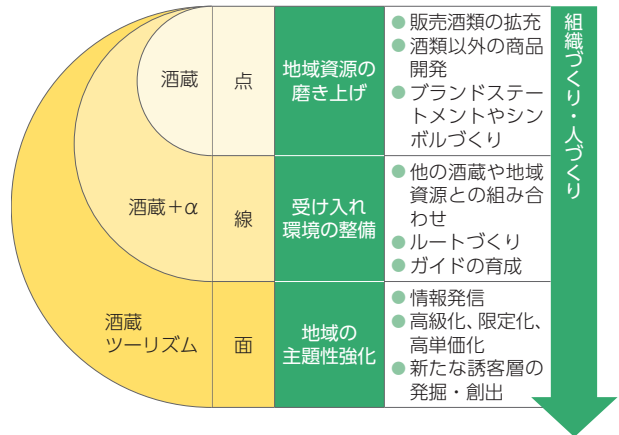 酒蔵
点
地域資源の
磨き上げ
● 販売酒類の拡充
● 酒類以外の商品
開発
● ブランドステー
トメントやシン
ボルづくり
酒蔵+α
線
受け入れ
環境の整備
● 他の酒蔵や地域
資源との組み合
わせ
● ルートづくり
● ガイドの育成
酒蔵
ツーリズム
面
地域の
主題性強化
● 情報発信
● 高級化、限定化、
高単価化
● 新たな誘客層の
発掘・創出
組織づくり・人づくり